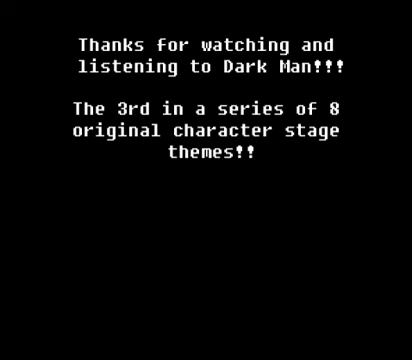 Thanks for watching and
listening to Dark Man!!!
The 3rd in a series of 8
original character stage
themes!!